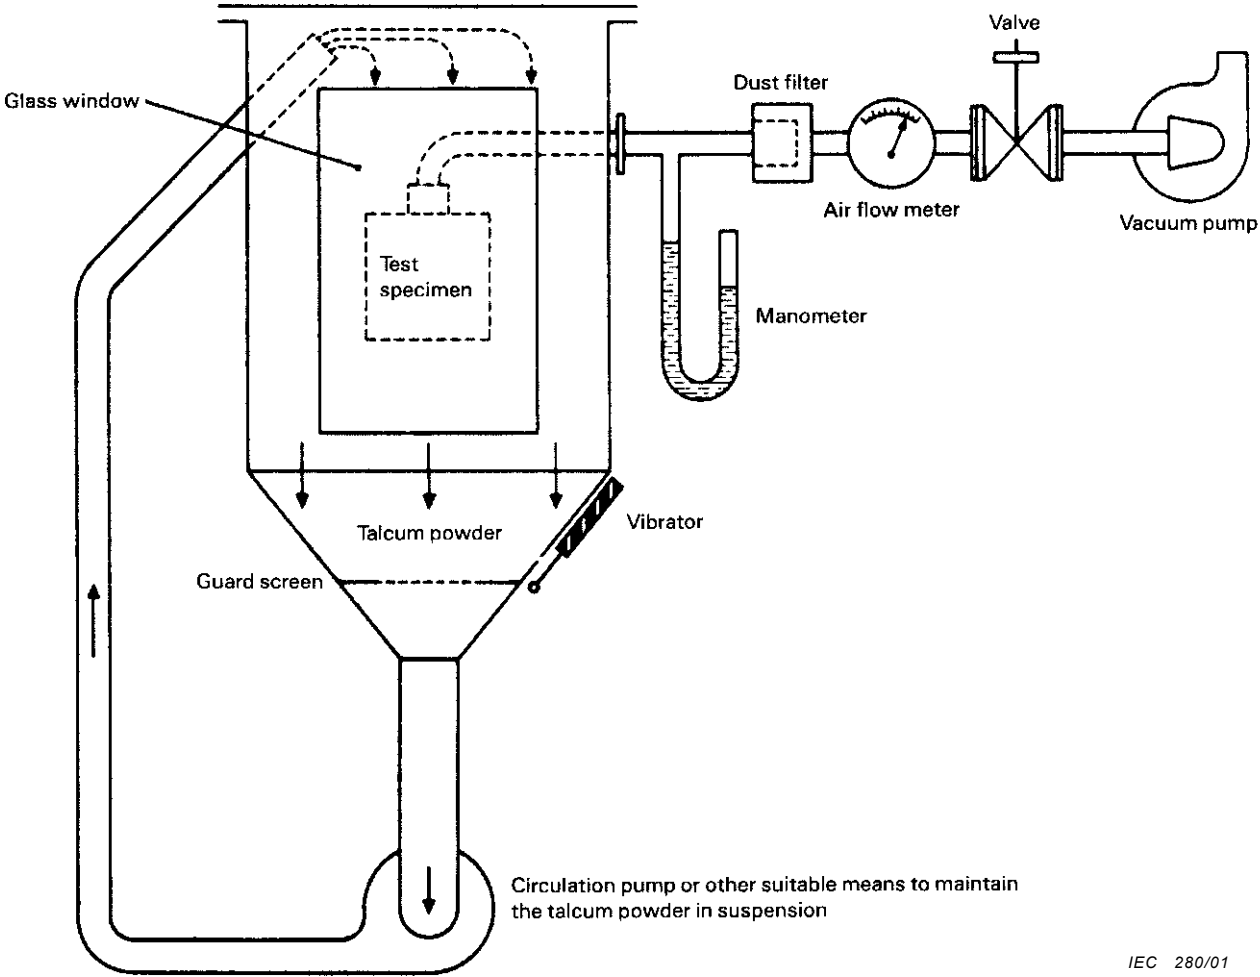 Valve
Dust filter
Glass window
Air flow meter
Vacuum pump
Test
specimen
Manometer
Talcum powder
Vibrator
Guard screen
Circulation pump or other suitable means to maintain
the talcum powder in suspension
IEC 280/01